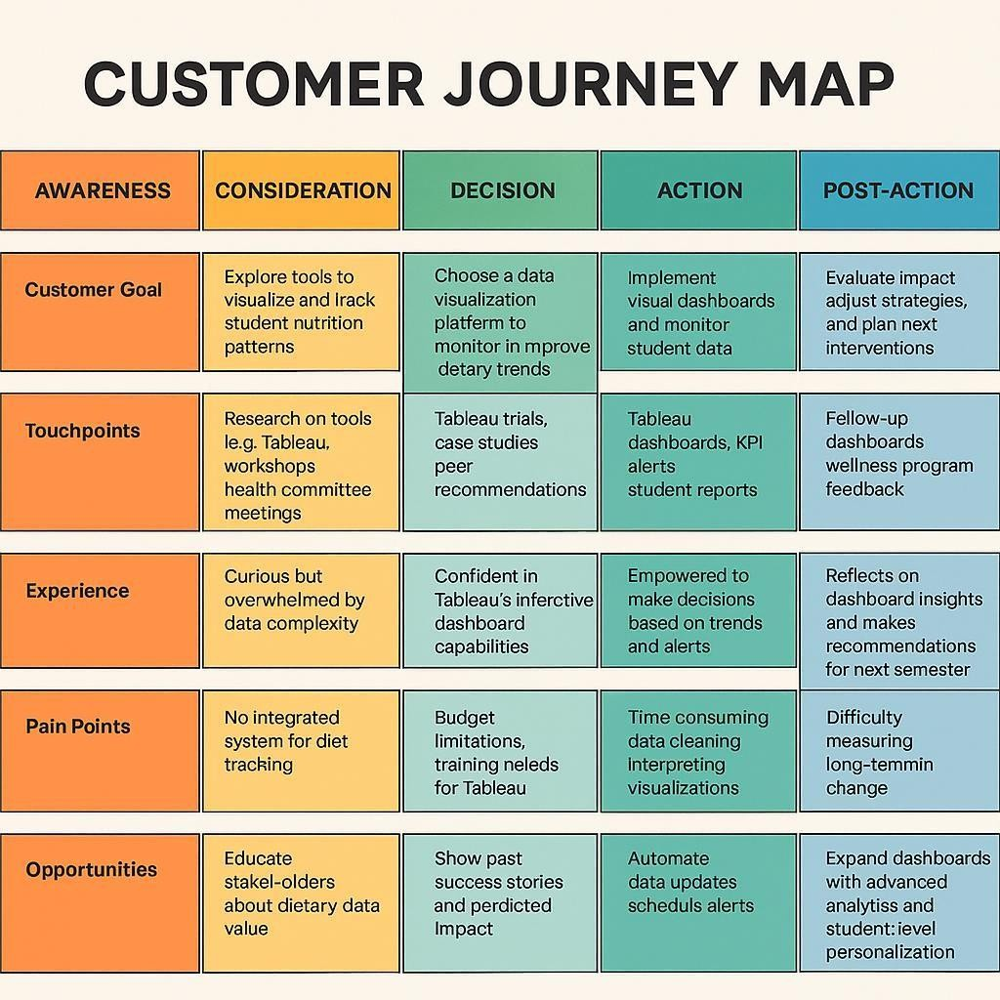 CUSTOMER JOURNEY MAP
AWARENESS
CONSIDERATION
DECISION
ACTION
POST-ACTION
Customer Goal
Explore tools to
visualize and Irack
student nutrition
patterns
Choose a data
visualization
platferm to
monitor in mprove
detary trends
Implement
visual dashboards
and monitor
student data
Evaluate impact
adjust strategies,
and plan next
interventions
Touchpoints
Research on tools
le.g. Tableau,
workshops
health committee
meetings
Tableau trials,
case studies
peer
recommendations
Tableau
dashboards, KPI
alerts
student reports
Fellow-up
dashboards
wellness program
feedback
Experience
Curious but
overwhelmed by
data complexity
Confident in
Tableau's inferctive
dashboard
capabilities
Empowered to
make decisions
based on trends
and alerts
Reflects on
dashboard insights
and makes
recommendations
for next semester
Pain Points
No integrated
system for diet
tracking
Budget
limitations,
training neleds
for Tableau
Time consuming
data cleaning
Interpreting
visualizations
Difficulty
measuring
long-temmin
change
Opportunities
Educate
stakel-olders
about dietary data
value
Show past
success stories
and perdicted
Impact
Automate
data updates
scheduls alerts
Expand dashboards
with advanced
analytiss and
student:ievel
personalization